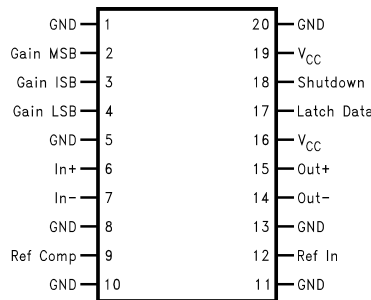 GND 1 20 GND
Gain MSB 2 19 VCC
Gain ISB 3 18 Shutdown
Gain LSB 4 17 Latch Data
GND 5 16 VCC
In+ 6 15 Out+
In- 7 14 Out-
GND 8 13 GND
Ref Comp 9 12 Ref In
GND 10 11 GND